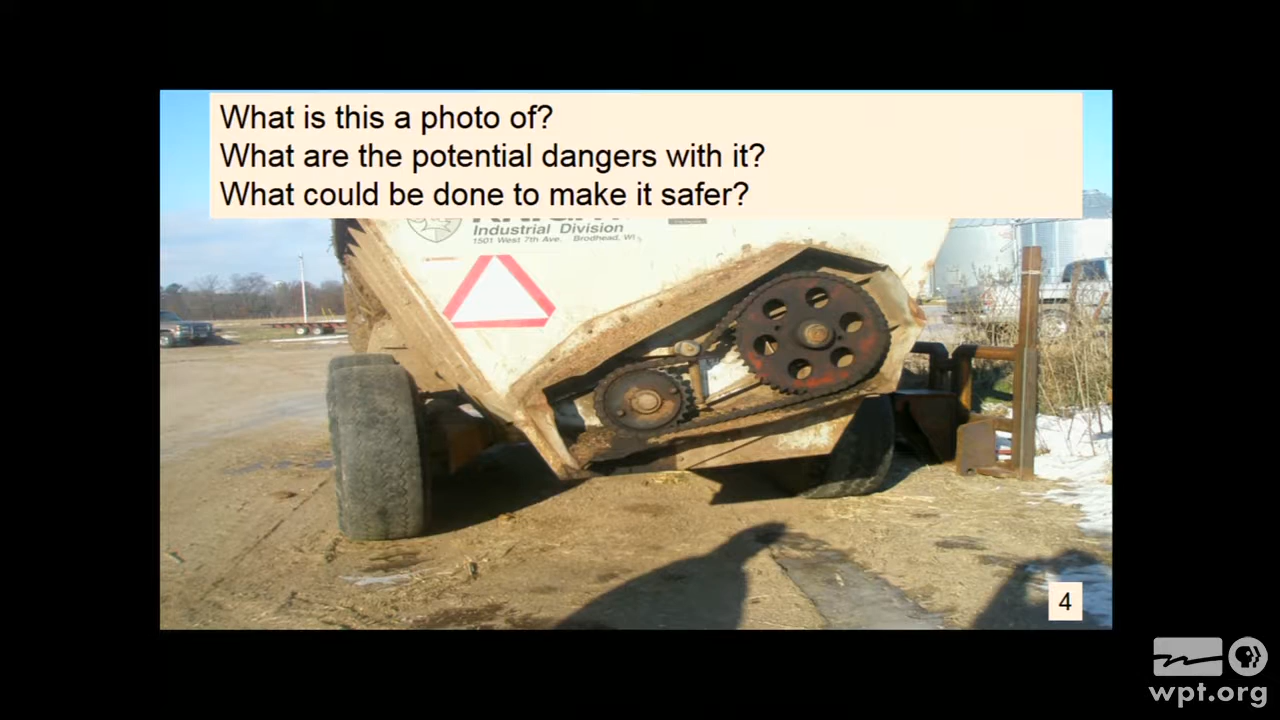 What is this a photo of?
What are the potential dangers with it?
What could be done to make it safer?
Industrial Division
1501 West 7th Ave. Brodhead, WI
4
wpt.org